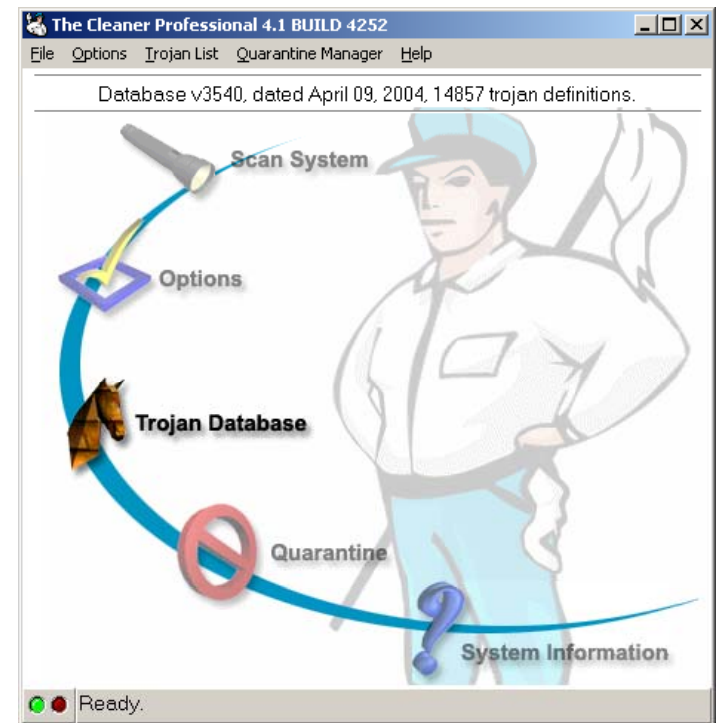 The Cleaner Professional 4.1 BUILD 4252
File Options Trojan List Quarantine Manager Help
Database v3540, dated April 09, 2004, 14857 trojan definitions.
Scan System
Options
Trojan Database
Quarantine
System Information
Ready.